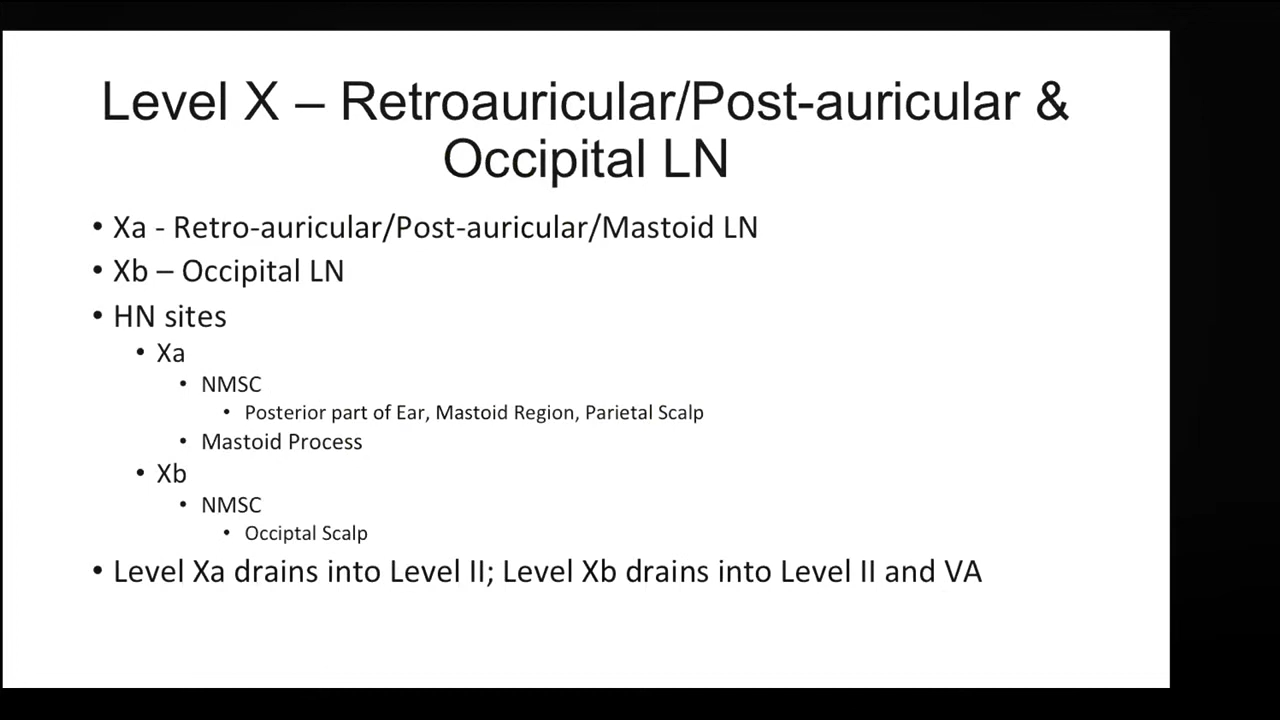 Level X – Retroauricular/Post-auricular &
Occipital LN
• Xa - Retro-auricular/Post-auricular/Mastoid LN
• Xb – Occipital LN
• HN sites
• Xa
• NMSC
• Posterior part of Ear, Mastoid Region, Parietal Scalp
• Mastoid Process
• Xb
• NMSC
• Occiptal Scalp
• Level Xa drains into Level II; Level Xb drains into Level II and VA